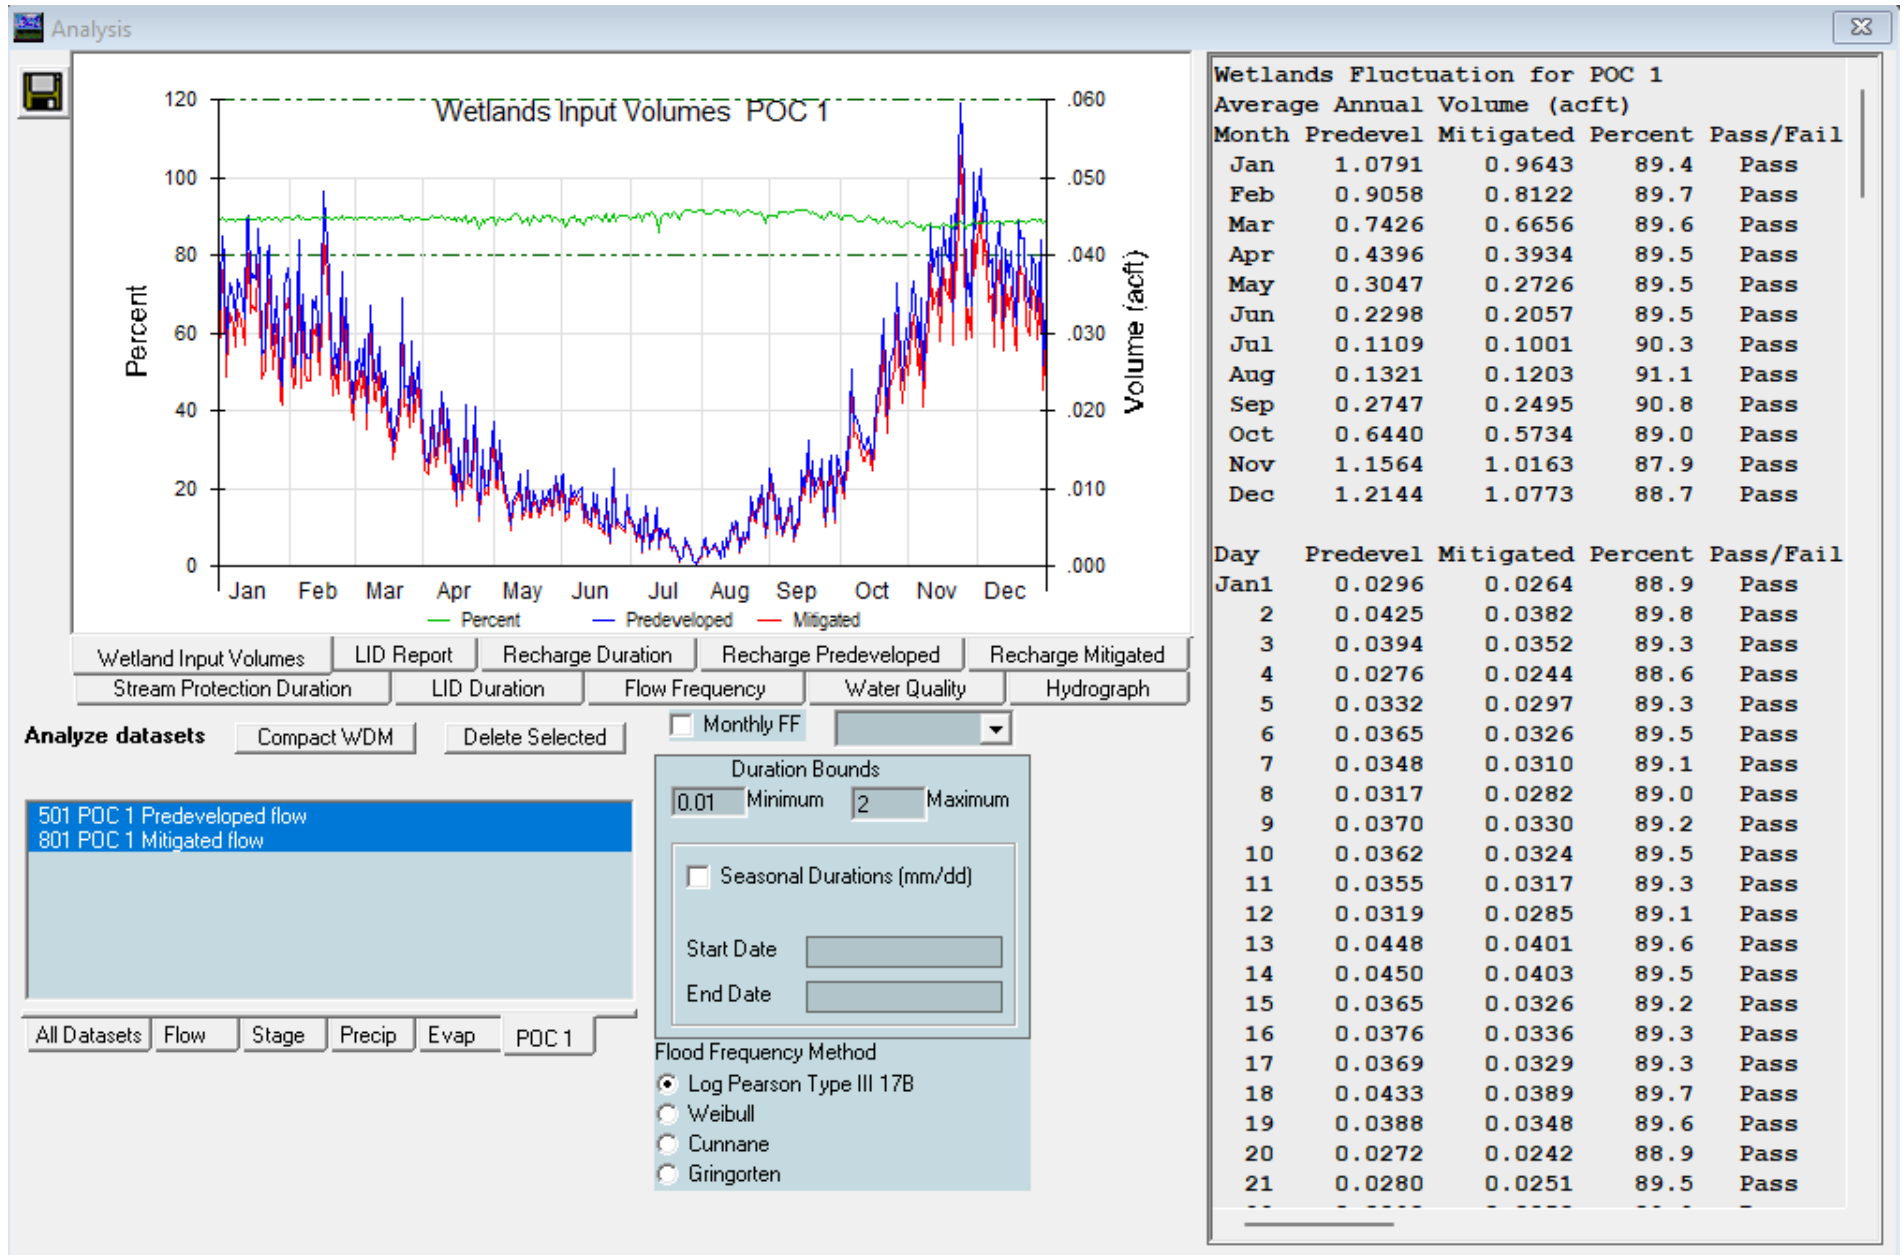 Analysis
Wetlands Input Volumes POC 1
120
100
80
60
40
20
0
Percent
.060
.050
.040
.030
.020
.010
.000
Volume (acft)
Jan Feb Mar Apr May Jun Jul Aug Sep Oct Nov Dec
Percent Predeveloped Mitigated
Wetland Input Volumes LID Report Recharge Duration Recharge Predeveloped Recharge Mitigated
Stream Protection Duration LID Duration Flow Frequency Water Quality Hydrograph
Analyze datasets Compact WDM Delete Selected Monthly FF
501 POC 1 Predeveloped flow
801 POC 1 Mitigated flow
All Datasets Flow Stage Precip Evap POC 1
Duration Bounds
0.01 Minimum 2 Maximum
Seasonal Durations (mm/dd)
Start Date
End Date
Flood Frequency Method
Log Pearson Type III 17B
Weibull
Cunnane
Gringorten
Wetlands Fluctuation for POC 1
Average Annual Volume (acft)
Month Predevel Mitigated Percent Pass/Fail
Jan 1.0791 0.9643 89.4 Pass
Feb 0.9058 0.8122 89.7 Pass
Mar 0.7426 0.6656 89.6 Pass
Apr 0.4396 0.3934 89.5 Pass
May 0.3047 0.2726 89.5 Pass
Jun 0.2298 0.2057 89.5 Pass
Jul 0.1109 0.1001 90.3 Pass
Aug 0.1321 0.1203 91.1 Pass
Sep 0.2747 0.2495 90.8 Pass
Oct 0.6440 0.5734 89.0 Pass
Nov 1.1564 1.0163 87.9 Pass
Dec 1.2144 1.0773 88.7 Pass
Day Predevel Mitigated Percent Pass/Fail
Jan1 0.0296 0.0264 88.9 Pass
2 0.0425 0.0382 89.8 Pass
3 0.0394 0.0352 89.3 Pass
4 0.0276 0.0244 88.6 Pass
5 0.0332 0.0297 89.3 Pass
6 0.0365 0.0326 89.5 Pass
7 0.0348 0.0310 89.1 Pass
8 0.0317 0.0282 89.0 Pass
9 0.0370 0.0330 89.2 Pass
10 0.0362 0.0324 89.5 Pass
11 0.0355 0.0317 89.3 Pass
12 0.0319 0.0285 89.1 Pass
13 0.0448 0.0401 89.6 Pass
14 0.0450 0.0403 89.5 Pass
15 0.0365 0.0326 89.2 Pass
16 0.0376 0.0336 89.3 Pass
17 0.0369 0.0329 89.3 Pass
18 0.0433 0.0389 89.7 Pass
19 0.0388 0.0348 89.6 Pass
20 0.0272 0.0242 88.9 Pass
21 0.0280 0.0251 89.5 Pass